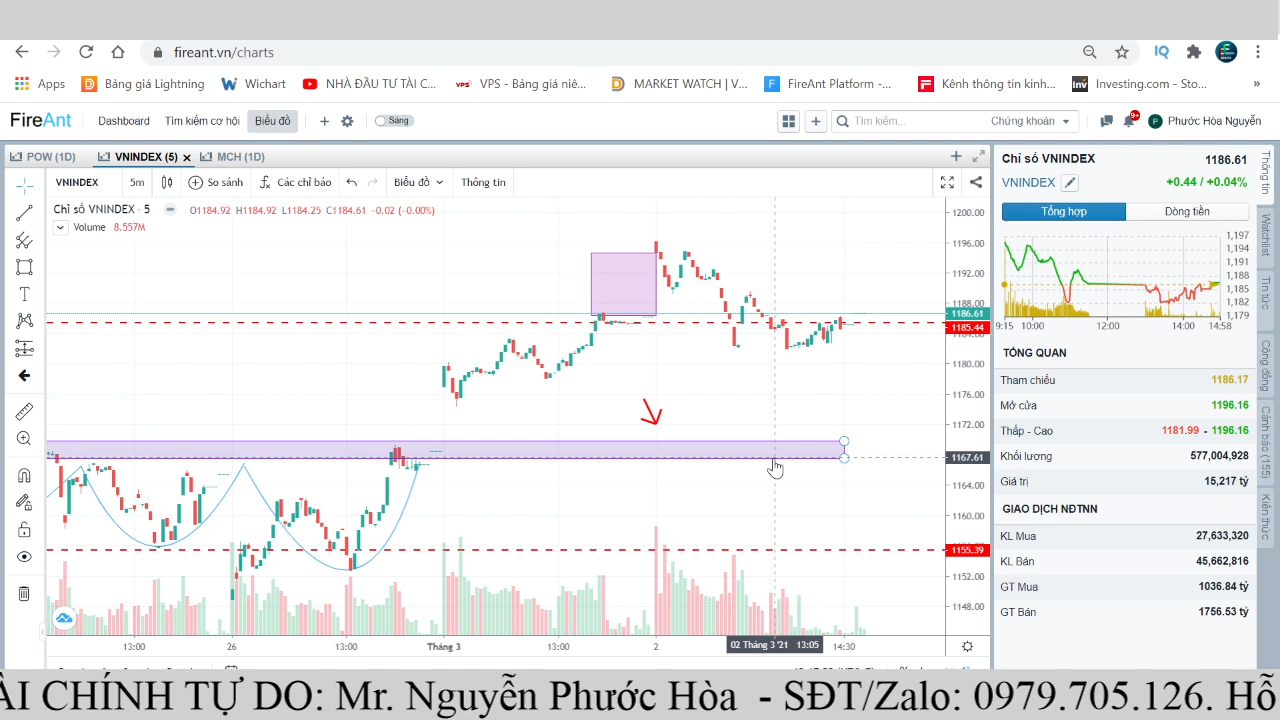 fireant.vn/charts
IQ
Apps Bảng giá Lightning Wichart NHÀ ĐẦU TƯ TÀI C... VPS - Bảng giá niê... MARKET WATCH | V... FireAnt Platform -... Kênh thông tin kinh... Investing.com - Sto... »
FireAnt Dashboard Tìm kiếm cơ hội Biểu đồ Sáng Tìm kiếm... Chứng khoán 9+ Phước Hòa Nguyễn
POW (1D) VNINDEX (5) MCH (1D)
VNINDEX 5m So sánh Các chỉ báo Biểu đồ Thông tin
Chỉ số VNINDEX · 5 O1184.92 H1184.92 L1184.25 C1184.61 -0.02 (-0.00%)
Volume 8.557M
1200.00
1196.00
1192.00
1188.00
1186.61
1185.44
1180.00
1176.00
1172.00
1167.61
1164.00
1160.00
1155.39
1152.00
1148.00
13:00 26 13:00 Tháng 3 13:00 2 02 Tháng 3 '21 13:05 14:30
Chỉ số VNINDEX 1186.61
VNINDEX +0.44 / +0.04%
Tổng hợp Dòng tiền
1,197
1,194
1,191
1,188
1,185
1,182
1,179
9:15 10:00 12:00 14:00 14:58
TỔNG QUAN
Tham chiếu 1186.17
Mở cửa 1196.16
Thấp - Cao 1181.99 - 1196.16
Khối lượng 577,004,928
Giá trị 15,217 tỷ
GIAO DỊCH NĐTNN
KL Mua 27,633,320
KL Bán 45,662,816
GT Mua 1036.84 tỷ
GT Bán 1756.53 tỷ
Thông tin
Watchlist
Tin tức
Cộng đồng
Cảnh báo (155)
Kiến thức
ÀI CHÍNH TỰ DO: Mr. Nguyễn Phước Hòa - SĐT/Zalo: 0979.705.126. Hỗ